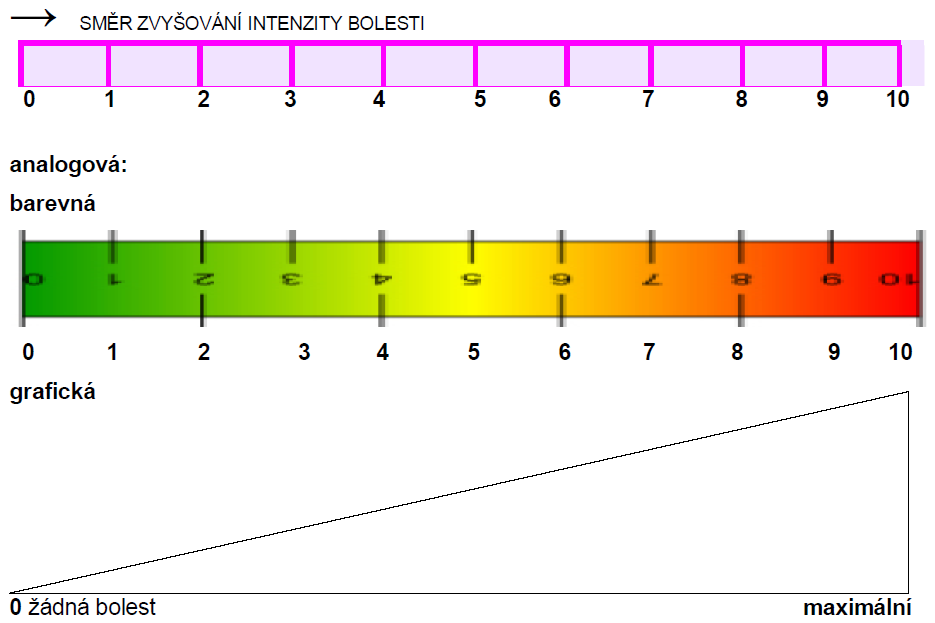 → SMĚR ZVYŠOVÁNÍ INTENZITY BOLESTI
0 1 2 3 4 5 6 7 8 9 10
analogová:
barevná
0 1 2 3 4 5 6 7 8 9 10
0 1 2 3 4 5 6 7 8 9 10
grafická
0 žádná bolest maximální